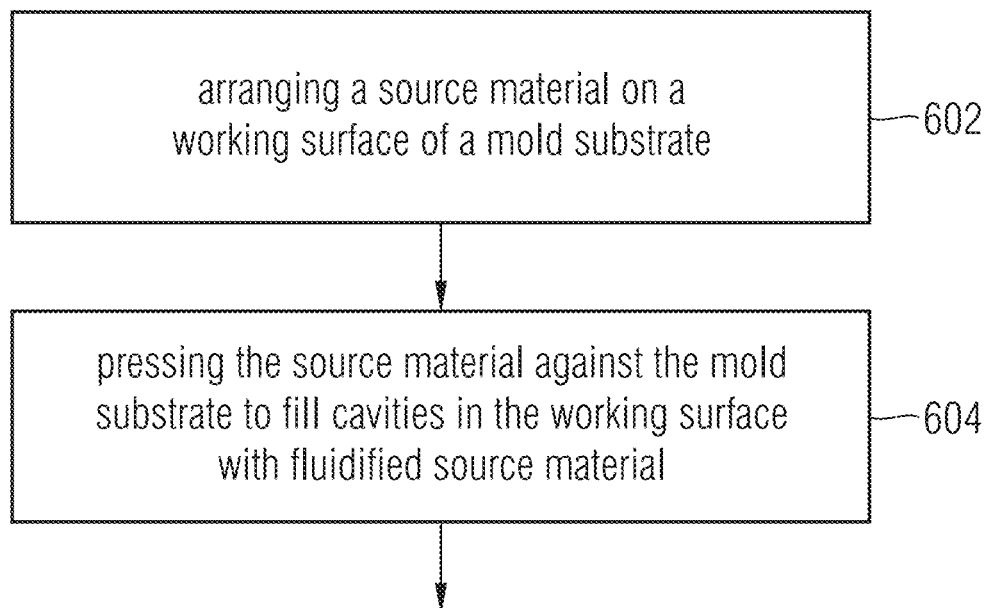 arranging a source material on a
working surface of a mold substrate
602
pressing the source material against the mold
substrate to fill cavities in the working surface
with fluidified source material
604